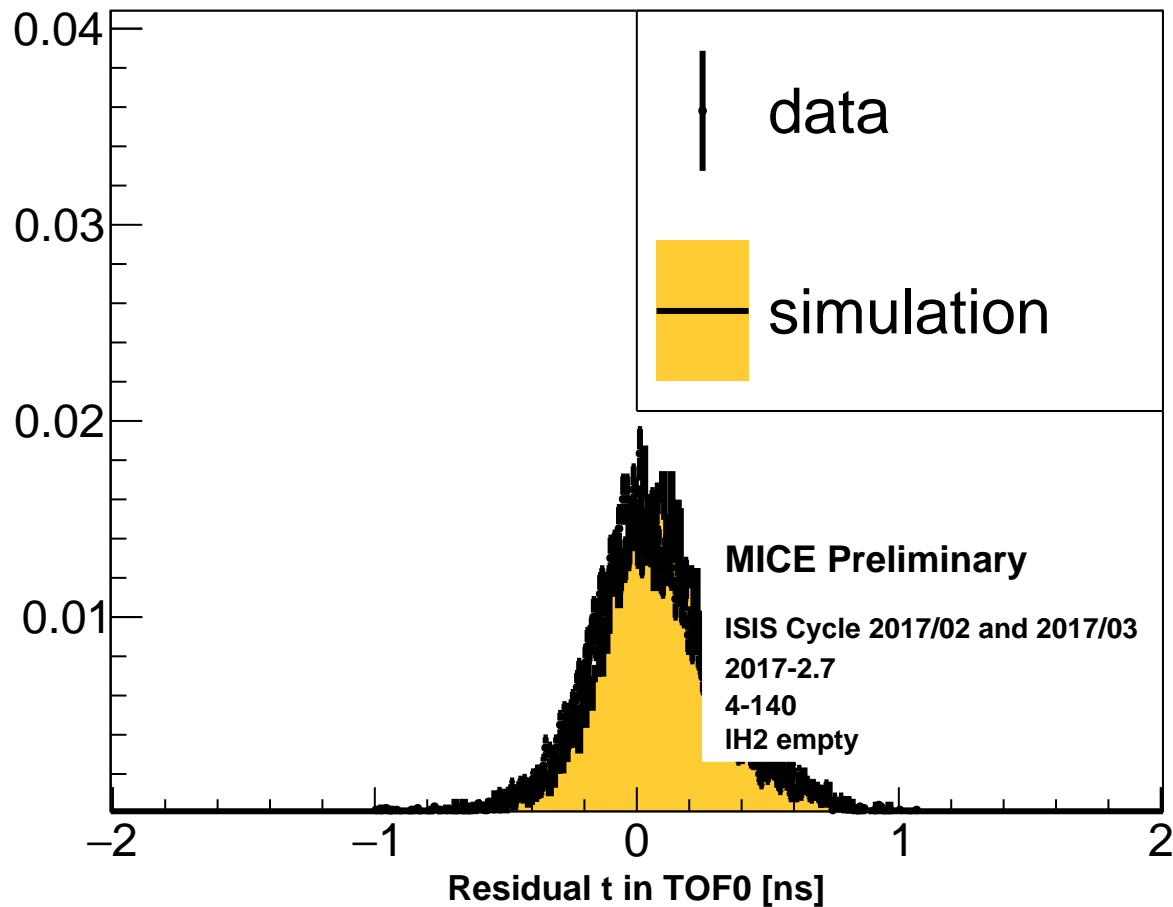 0.04
data
0.03
simulation
0.02
MICE Preliminary
0.01
ISIS Cycle 2017/02 and 2017/03
2017-2.7
4-140
IH2 empty
−2 −1 0 1 2
Residual t in TOF0 [ns]